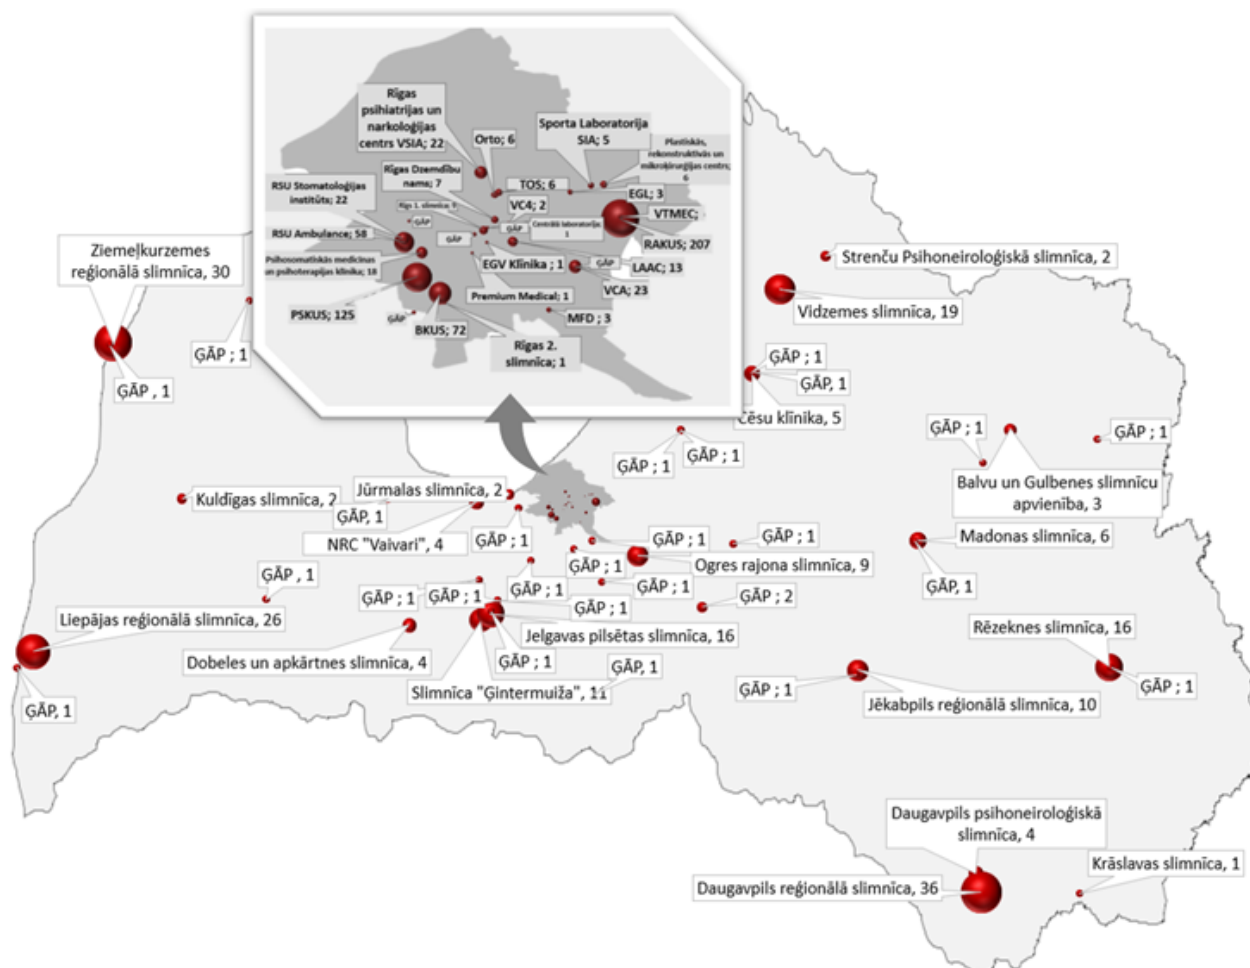 Rīgas
psihiatrijas un
narkoloģijas
centrs VSIA; 22
Orto; 6
Sporta Laboratorija
SIA; 5
Plastiskās,
rekonstruktīvās un
mikroķirurģijas centrs;
6
Rīgas Dzemdību
nams; 7
TOS; 6
EGL; 3
RSU Stomatoloģijas
institūts; 22
VC4; 2
VTMEC;
Rīgs 1. slimnīca; 9
ĢĀP
ĢĀP
Centrālā laboratorija;
1
RSU Ambulance; 58
ĢĀP
RAKUS; 207
Psihosomatiskās medicīnas
un psihoterapijas klīnika; 18
EGV Klīnika ; 1
ĢĀP
LAAC; 13
VCA; 23
Premium Medical; 1
PSKUS; 125
ĢĀP
BKUS; 72
MFD ; 3
Rīgas 2.
slimnīca; 1
Ziemeļkurzemes
reģionālā slimnīca, 30
ĢĀP ; 1
ĢĀP , 1
Strenču Psihoneiroloģiskā slimnīca, 2
Vidzemes slimnīca, 19
ĢĀP ; 1
ĢĀP, 1
Cēsu klīnika, 5
ĢĀP ; 1
ĢĀP ; 1
ĢĀP ; 1
ĢĀP ; 1
Balvu un Gulbenes slimnīcu
apvienība, 3
Kuldīgas slimnīca, 2
Jūrmalas slimnīca, 2
ĢĀP, 1
NRC "Vaivari", 4
ĢĀP ; 1
ĢĀP ; 1
ĢĀP ; 1
ĢĀP ; 1
Ogres rajona slimnīca, 9
Madonas slimnīca, 6
ĢĀP, 1
ĢĀP , 1
ĢĀP ; 1
ĢĀP ; 1
ĢĀP ; 1
ĢĀP ; 1
ĢĀP ; 2
Liepājas reģionālā slimnīca, 26
Jelgavas pilsētas slimnīca, 16
Rēzeknes slimnīca, 16
Dobeles un apkārtnes slimnīca, 4
ĢĀP ; 1
ĢĀP, 1
Slimnīca "Ģintermuiža", 11
ĢĀP ; 1
ĢĀP ; 1
Jēkabpils reģionālā slimnīca, 10
ĢĀP, 1
Daugavpils psihoneiroloģiskā
slimnīca, 4
Krāslavas slimnīca, 1
Daugavpils reģionālā slimnīca, 36